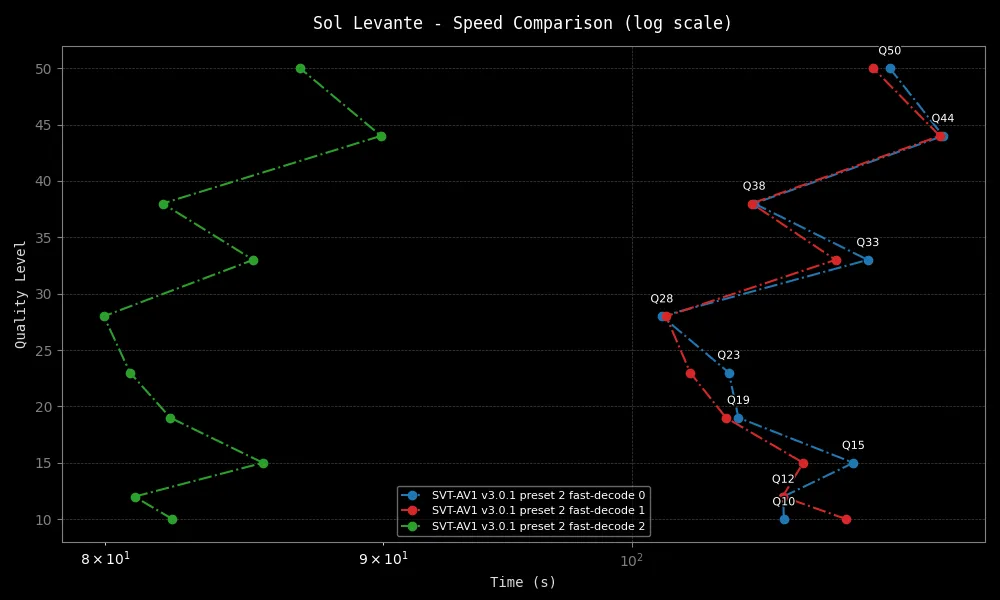 Sol Levante - Speed Comparison (log scale)
Quality Level
50
45
40
35
30
25
20
15
10
Q50
Q44
Q38
Q33
Q28
Q23
Q19
Q15
Q12
Q10
SVT-AV1 v3.0.1 preset 2 fast-decode 0
SVT-AV1 v3.0.1 preset 2 fast-decode 1
SVT-AV1 v3.0.1 preset 2 fast-decode 2
8 × 10¹ 9 × 10¹ 10²
Time (s)